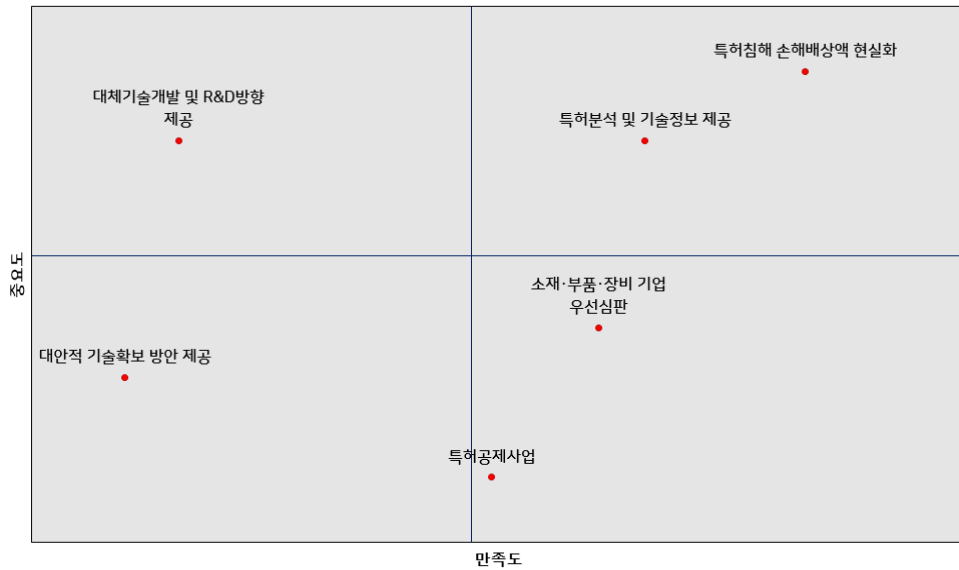 특허침해 손해배상액 현실화
대체기술개발 및 R&D방향
제공
특허분석 및 기술정보 제공
중요도
소재·부품·장비 기업
우선심판
대안적 기술확보 방안 제공
특허공제사업
만족도